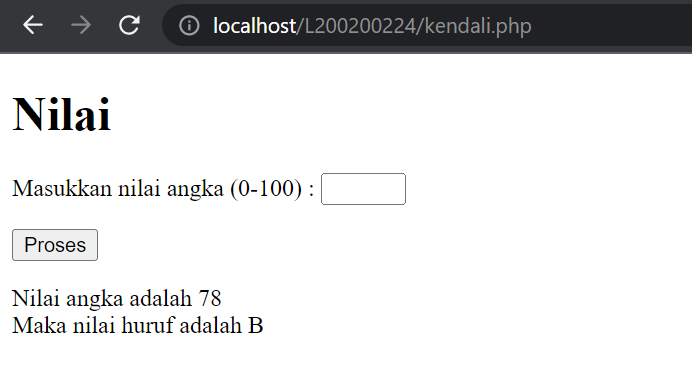 localhost/L200200224/kendali.php
Nilai
Masukkan nilai angka (0-100) :
Proses
Nilai angka adalah 78
Maka nilai huruf adalah B